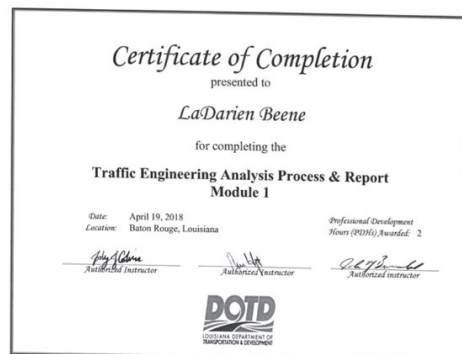 Certificate of Completion
presented to
LaDarien Beene
for completing the
Traffic Engineering Analysis Process & Report
Module 1
Date: April 19, 2018
Location: Baton Rouge, Louisiana
Professional Development
Hours (PDHs) Awarded: 2
Authorized Instructor
Authorized Instructor
Authorized instructor
DOTD
LOUISIANA DEPARTMENT OF
TRANSPORTATION & DEVELOPMENT